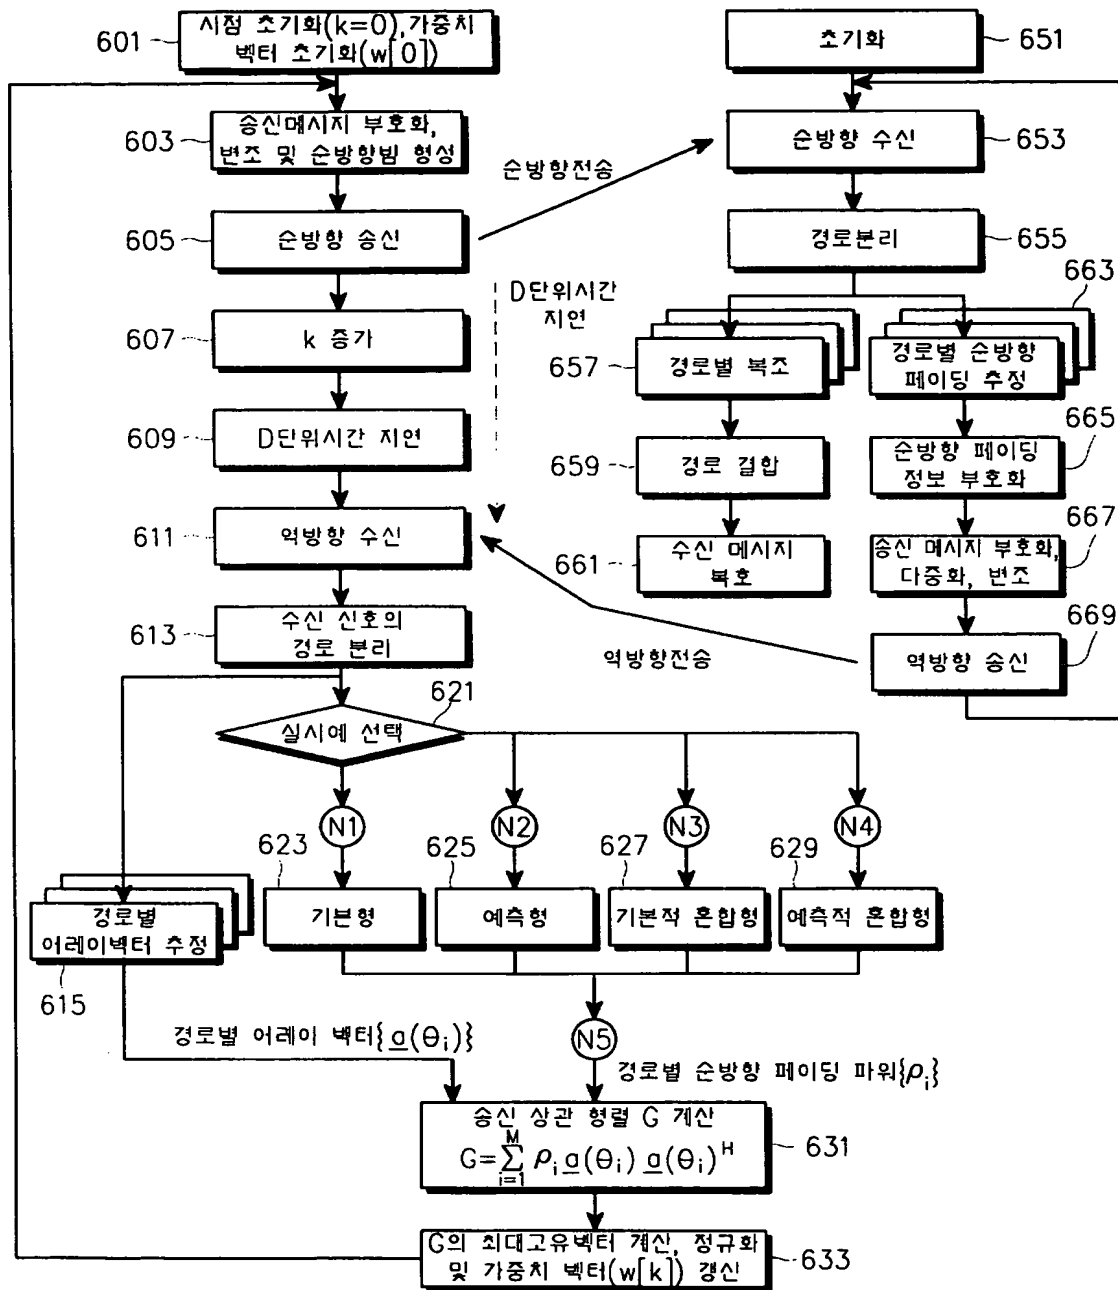 601
시점 초기화(k=0),가중치
벡터 초기화(w[0])
603
송신메시지 부호화,
변조 및 순방향빔 형성
605
순방향 송신
607
k 증가
609
D단위시간 지연
611
역방향 수신
613
수신 신호의
경로 분리
621
실시예 선택
N1
N2
N3
N4
623
기본형
625
예측형
627
기본적 혼합형
629
예측적 혼합형
경로별
어레이벡터 추정
615
경로별 어레이 벡터{a(θi)}
N5
경로별 순방향 페이딩 파워{ρi}
송신 상관 형렬 G 계산
G=∑ᴹi=1 ρi a(θi) a(θi)ᴴ
631
G의 최대고유벡터 계산, 정규화
및 가중치 벡터(w[k]) 갱신
633
순방향전송
D단위시간
지연
역방향전송
초기화
651
순방향 수신
653
경로분리
655
657
경로별 복조
659
경로 결합
661
수신 메시지
복호
663
경로별 순방향
페이딩 추정
665
순방향 페이딩
정보 부호화
667
송신 메시지 부호화,
다중화, 변조
669
역방향 송신